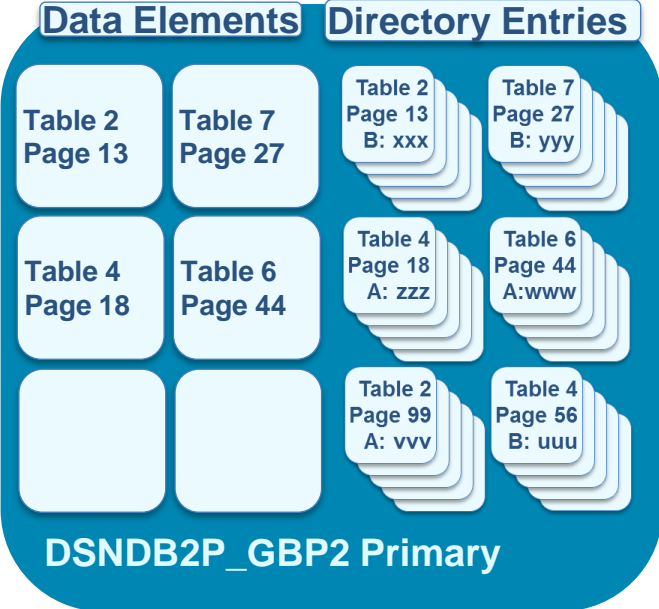 Data Elements
Directory Entries
Table 2
Page 13
Table 7
Page 27
Table 4
Page 18
Table 6
Page 44
Table 2
Page 13
B: xxx
Table 7
Page 27
B: yyy
Table 4
Page 18
A: zzz
Table 6
Page 44
A:www
Table 2
Page 99
A: vvv
Table 4
Page 56
B: uuu
DSNDB2P_GBP2 Primary